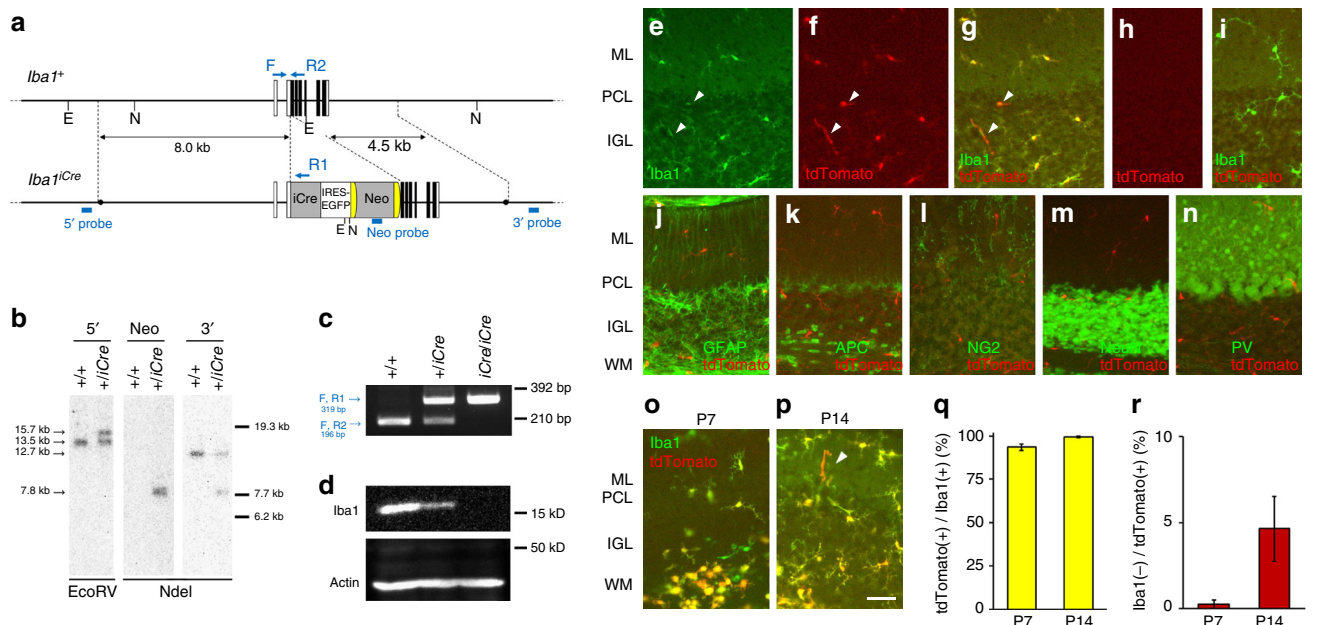 a
Iba1+
F
R2
E
N
E
N
8.0 kb
4.5 kb
R1
Iba1iCre
iCre
IRES-
EGFP
Neo
5′ probe
E N
Neo probe
3′ probe
b
5′
Neo
3′
+/+
+/iCre
+/+
+/iCre
+/+
+/iCre
15.7 kb
13.5 kb
12.7 kb
7.8 kb
19.3 kb
7.7 kb
6.2 kb
EcoRV
NdeI
c
+/+
+/iCre
iCre/iCre
F, R1
319 bp
F, R2
196 bp
392 bp
210 bp
d
Iba1
15 kD
50 kD
Actin
e
f
g
h
i
ML
PCL
IGL
Iba1
tdTomato
Iba1
tdTomato
tdTomato
Iba1
tdTomato
j
k
l
m
n
ML
PCL
IGL
WM
GFAP
tdTomato
APC
tdTomato
NG2
tdTomato
tdTomato
PV
tdTomato
o
P7
p
P14
Iba1
tdTomato
ML
PCL
IGL
WM
q
tdTomato(+) / Iba1(+) (%)
100
75
50
25
0
P7
P14
r
Iba1(−) / tdTomato(+) (%)
10
5
0
P7
P14